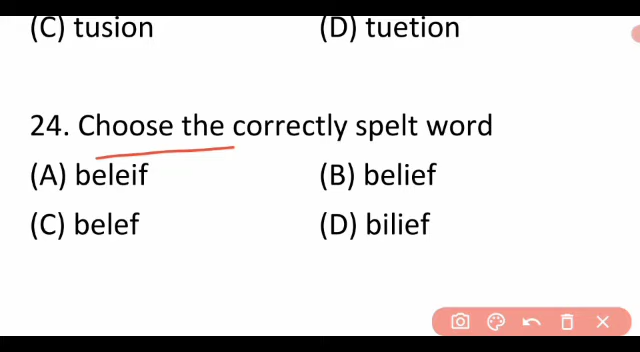 (C) tusion (D) tuetion
24. Choose the correctly spelt word
(A) beleif (B) belief
(C) belef (D) bilief